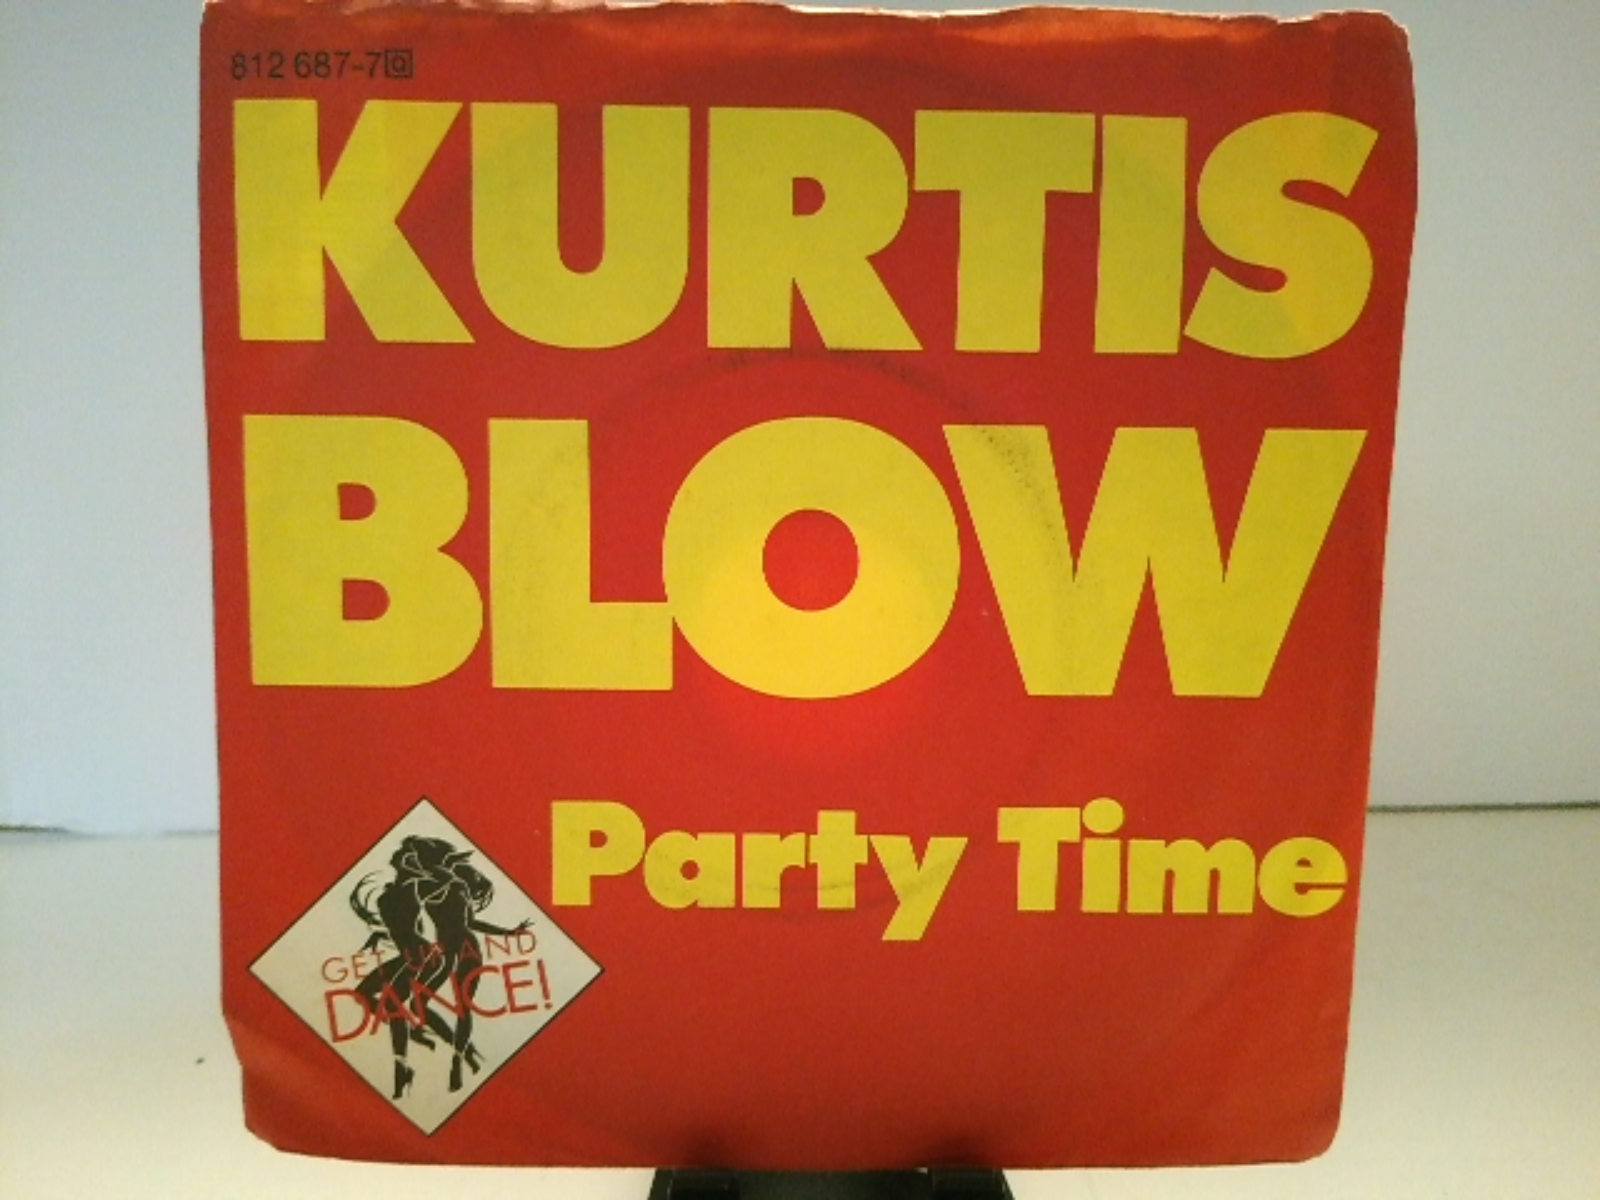 812 687-7 Q
KURTIS
BLOW
Party Time
GET UP AND
DANCE!